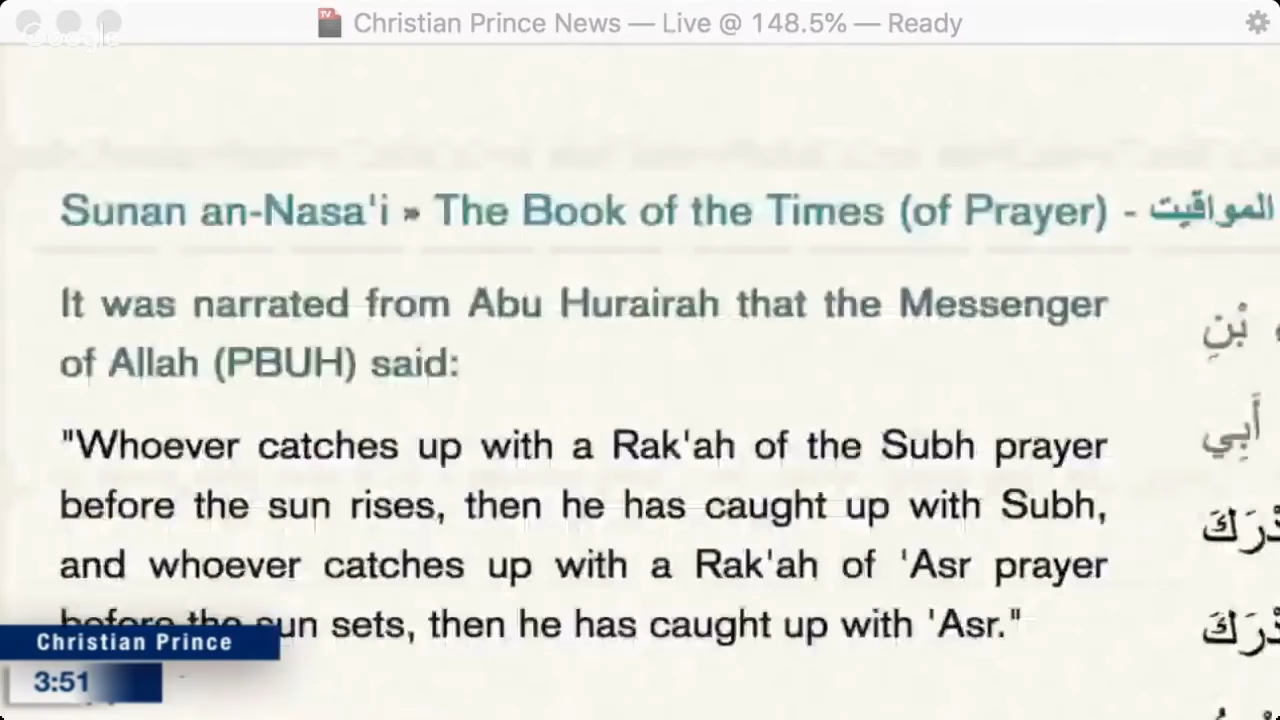 Christian Prince News — Live @ 148.5% — Ready
Google
Sunan an-Nasa'i » The Book of the Times (of Prayer) - المواقيت
It was narrated from Abu Hurairah that the Messenger
of Allah (PBUH) said:
"Whoever catches up with a Rak'ah of the Subh prayer
before the sun rises, then he has caught up with Subh,
and whoever catches up with a Rak'ah of 'Asr prayer
before the sun sets, then he has caught up with 'Asr."
بْنِ
أَبِي
Christian Prince
3:51